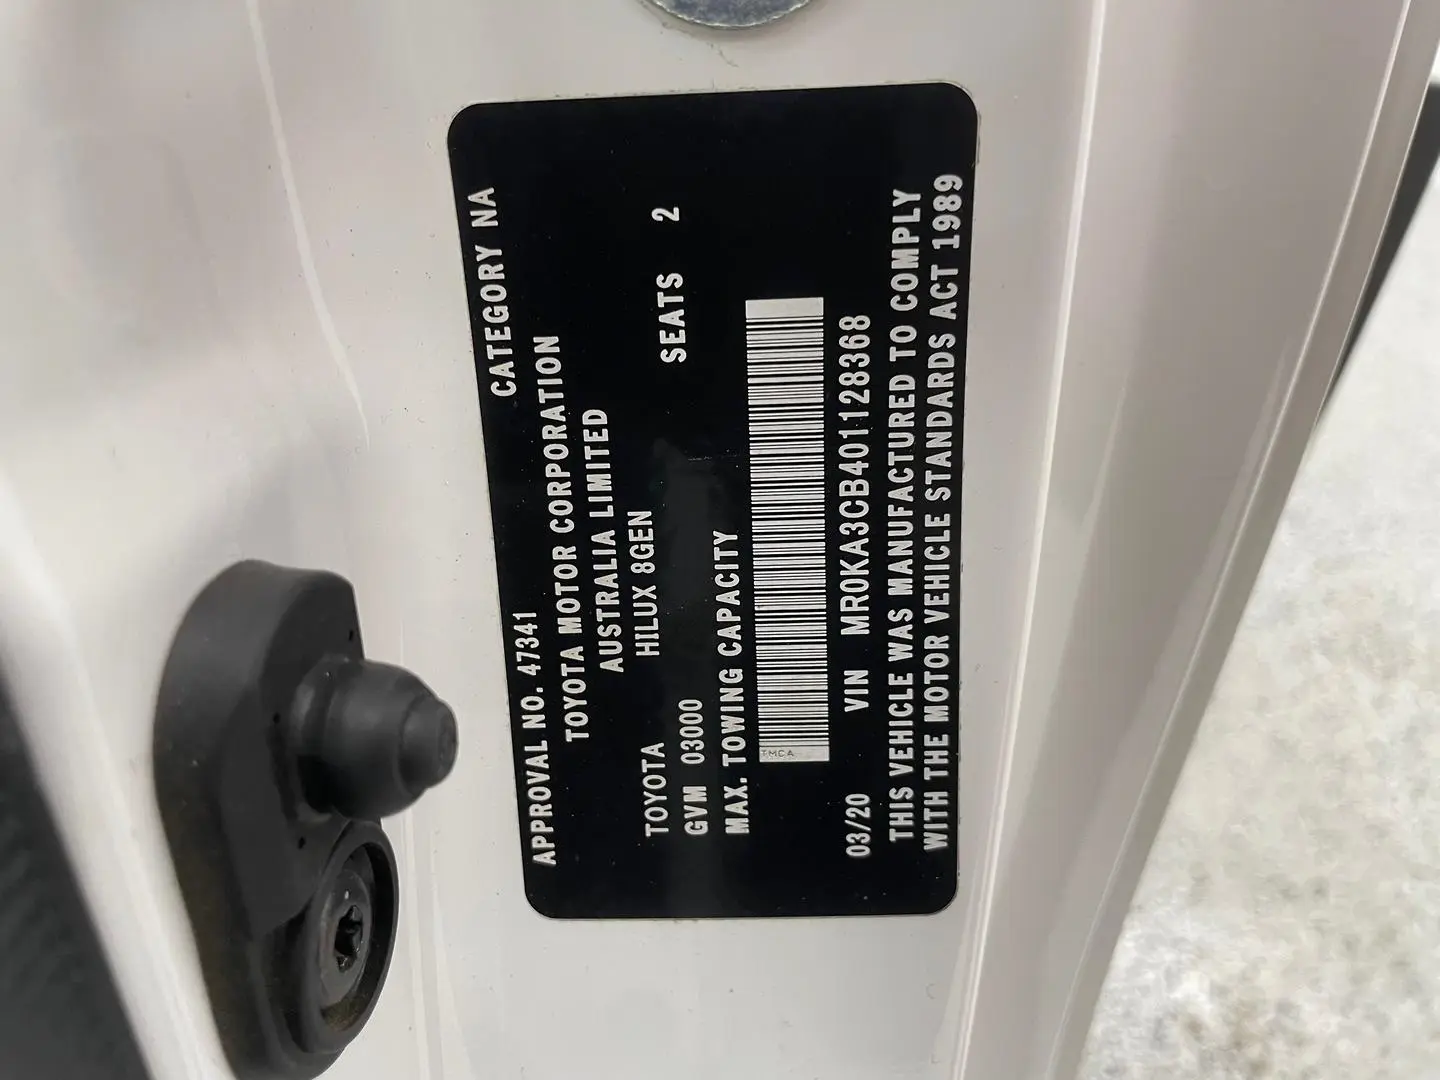 APPROVAL NO. 47341 CATEGORY NA
TOYOTA MOTOR CORPORATION
AUSTRALIA LIMITED
TOYOTA HILUX 8GEN
GVM 03000 SEATS 2
MAX. TOWING CAPACITY
TMCA
03/20 VIN MR0KA3CB401128368
THIS VEHICLE WAS MANUFACTURED TO COMPLY
WITH THE MOTOR VEHICLE STANDARDS ACT 1989